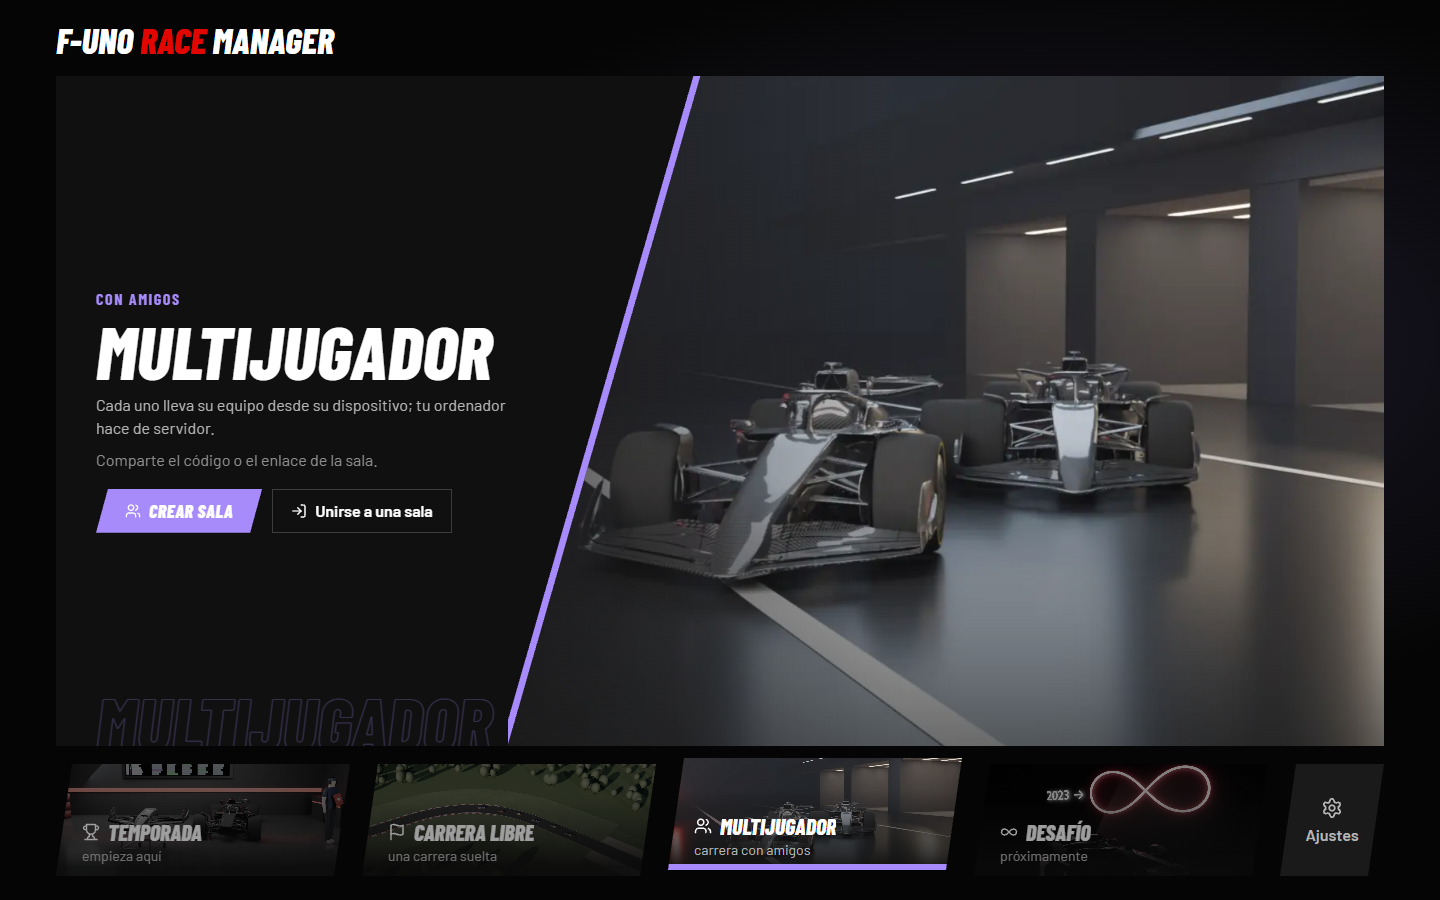 F-UNO RACE MANAGER
CON AMIGOS
MULTIJUGADOR
Cada uno lleva su equipo desde su dispositivo; tu ordenador
hace de servidor.
Comparte el código o el enlace de la sala.
CREAR SALA
Unirse a una sala
MULTIJUGADOR
TEMPORADA
empieza aquí
CARRERA LIBRE
una carrera suelta
MULTIJUGADOR
carrera con amigos
2023 →
DESAFÍO
próximamente
Ajustes